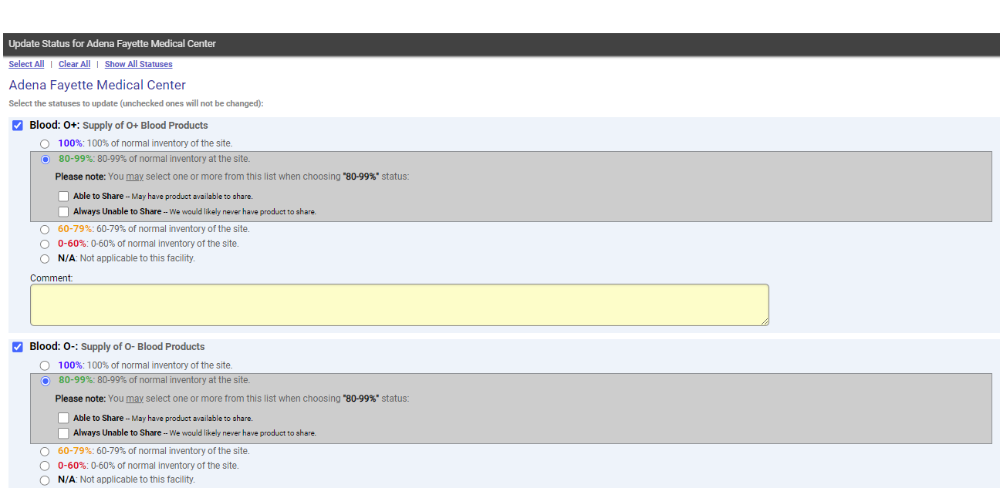 Update Status for Adena Fayette Medical Center
Select All | Clear All | Show All Statuses
Adena Fayette Medical Center
Select the statuses to update (unchecked ones will not be changed):
Blood: O+: Supply of O+ Blood Products
100%: 100% of normal inventory of the site.
80-99%: 80-99% of normal inventory at the site.
Please note: You may select one or more from this list when choosing "80-99%" status:
Able to Share -- May have product available to share.
Always Unable to Share -- We would likely never have product to share.
60-79%: 60-79% of normal inventory of the site.
0-60%: 0-60% of normal inventory of the site.
N/A: Not applicable to this facility.
Comment:
Blood: O-: Supply of O- Blood Products
100%: 100% of normal inventory of the site.
80-99%: 80-99% of normal inventory at the site.
Please note: You may select one or more from this list when choosing "80-99%" status:
Able to Share -- May have product available to share.
Always Unable to Share -- We would likely never have product to share.
60-79%: 60-79% of normal inventory of the site.
0-60%: 0-60% of normal inventory of the site.
N/A: Not applicable to this facility.